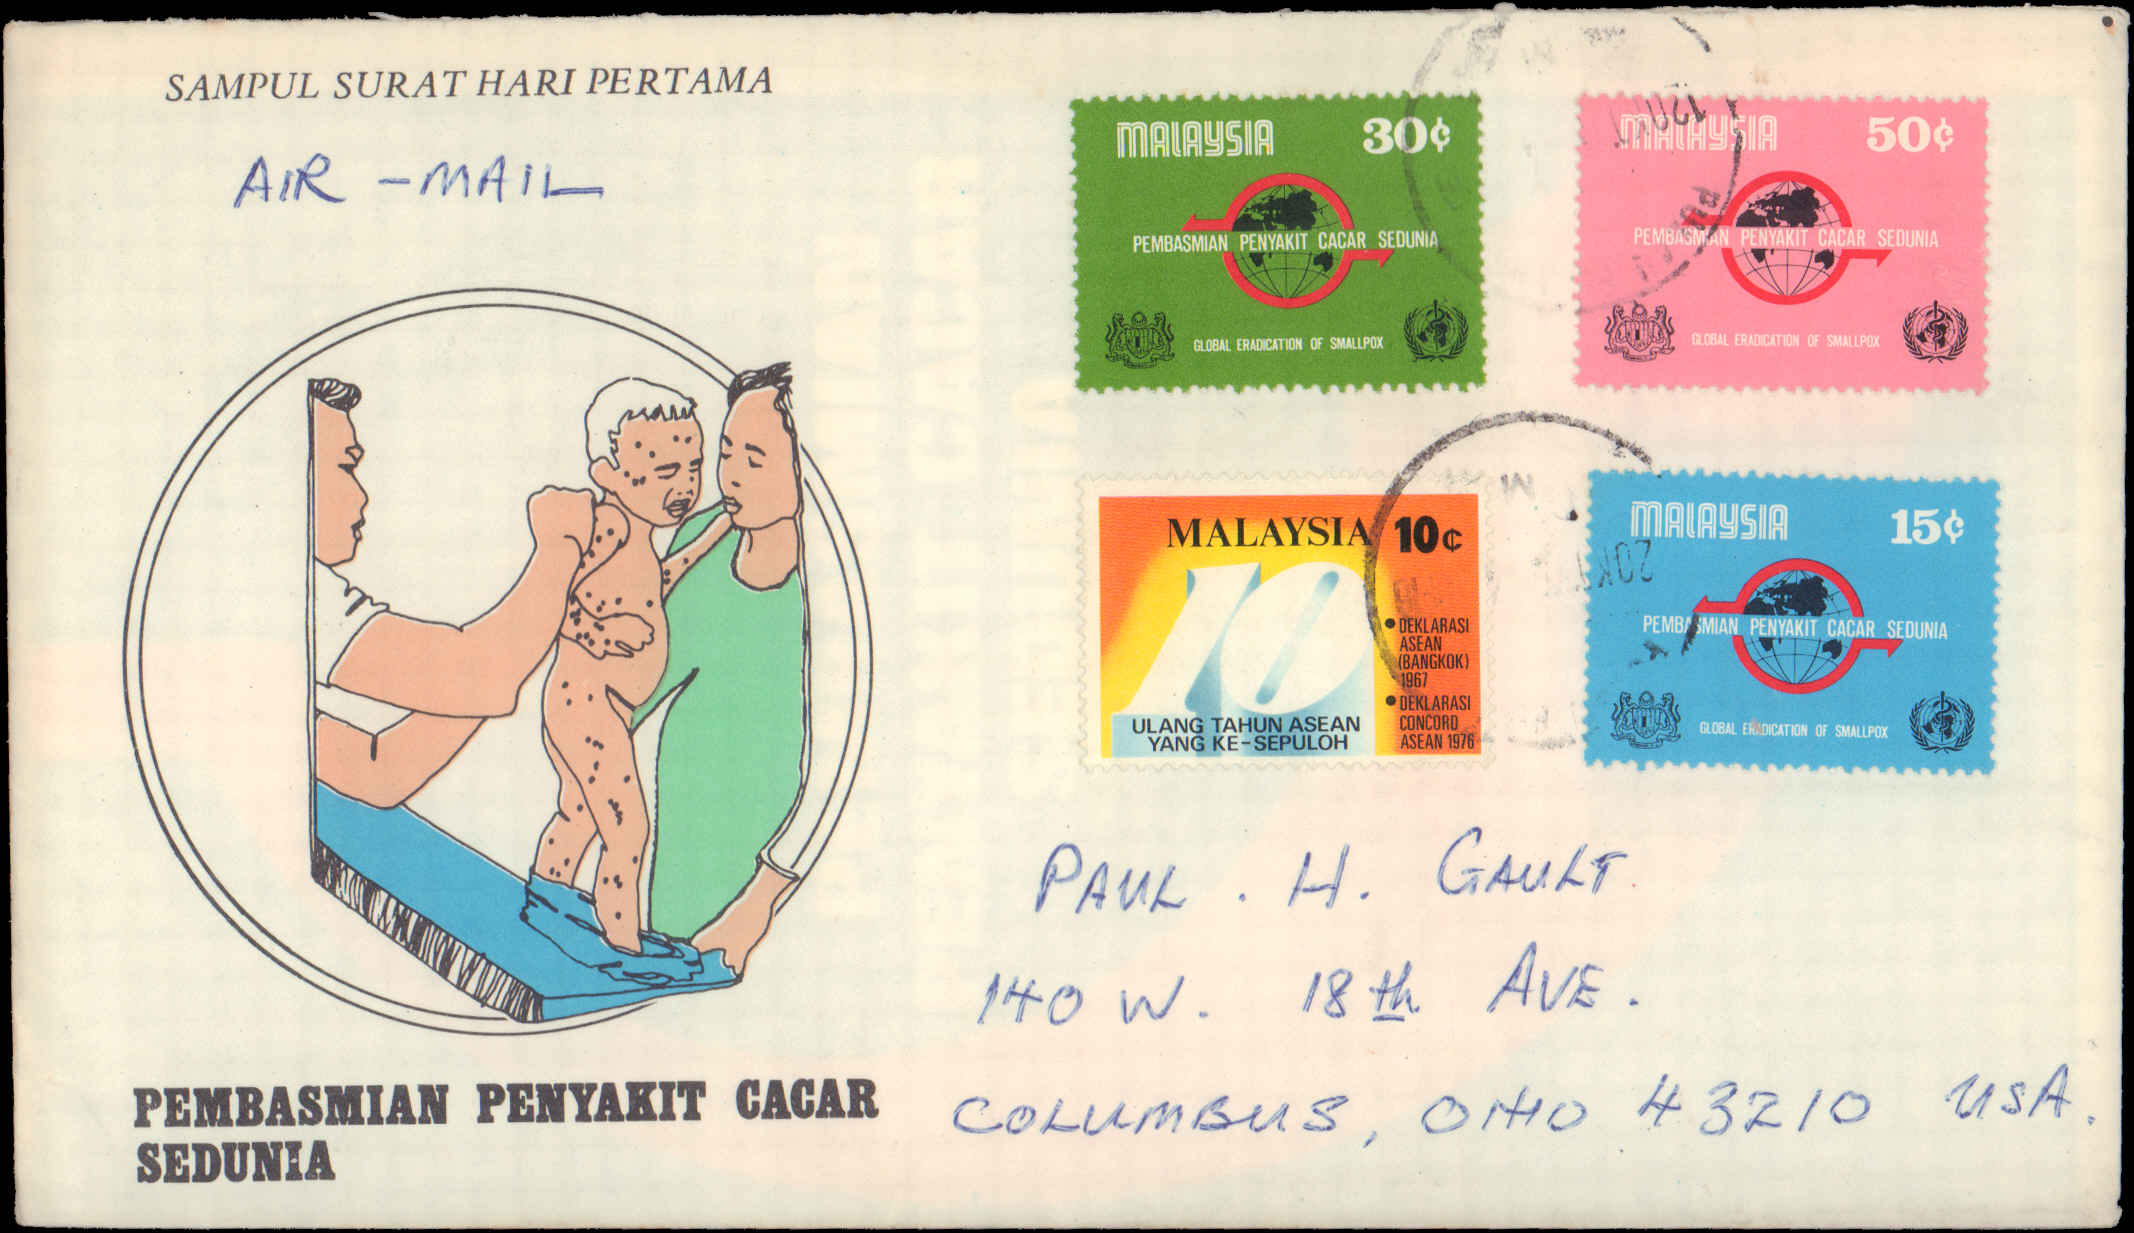 SAMPUL SURAT HARI PERTAMA
AIR - MAIL
MALAYSIA 30¢
PEMBASMIAN PENYAKIT CACAR SEDUNIA
GLOBAL ERADICATION OF SMALLPOX
MALAYSIA 50¢
PEMBASMIAN PENYAKIT CACAR SEDUNIA
GLOBAL ERADICATION OF SMALLPOX
MALAYSIA 10¢
10
• DEKLARASI
ASEAN
(BANGKOK)
1967
• DEKLARASI
CONCORD
ASEAN 1976
ULANG TAHUN ASEAN
YANG KE-SEPULOH
MALAYSIA 15¢
PEMBASMIAN PENYAKIT CACAR SEDUNIA
GLOBAL ERADICATION OF SMALLPOX
PAUL . H. GAULT.
140 W. 18th AVE.
COLUMBUS, OHIO 43210 USA.
PEMBASMIAN PENYAKIT CACAR
SEDUNIA